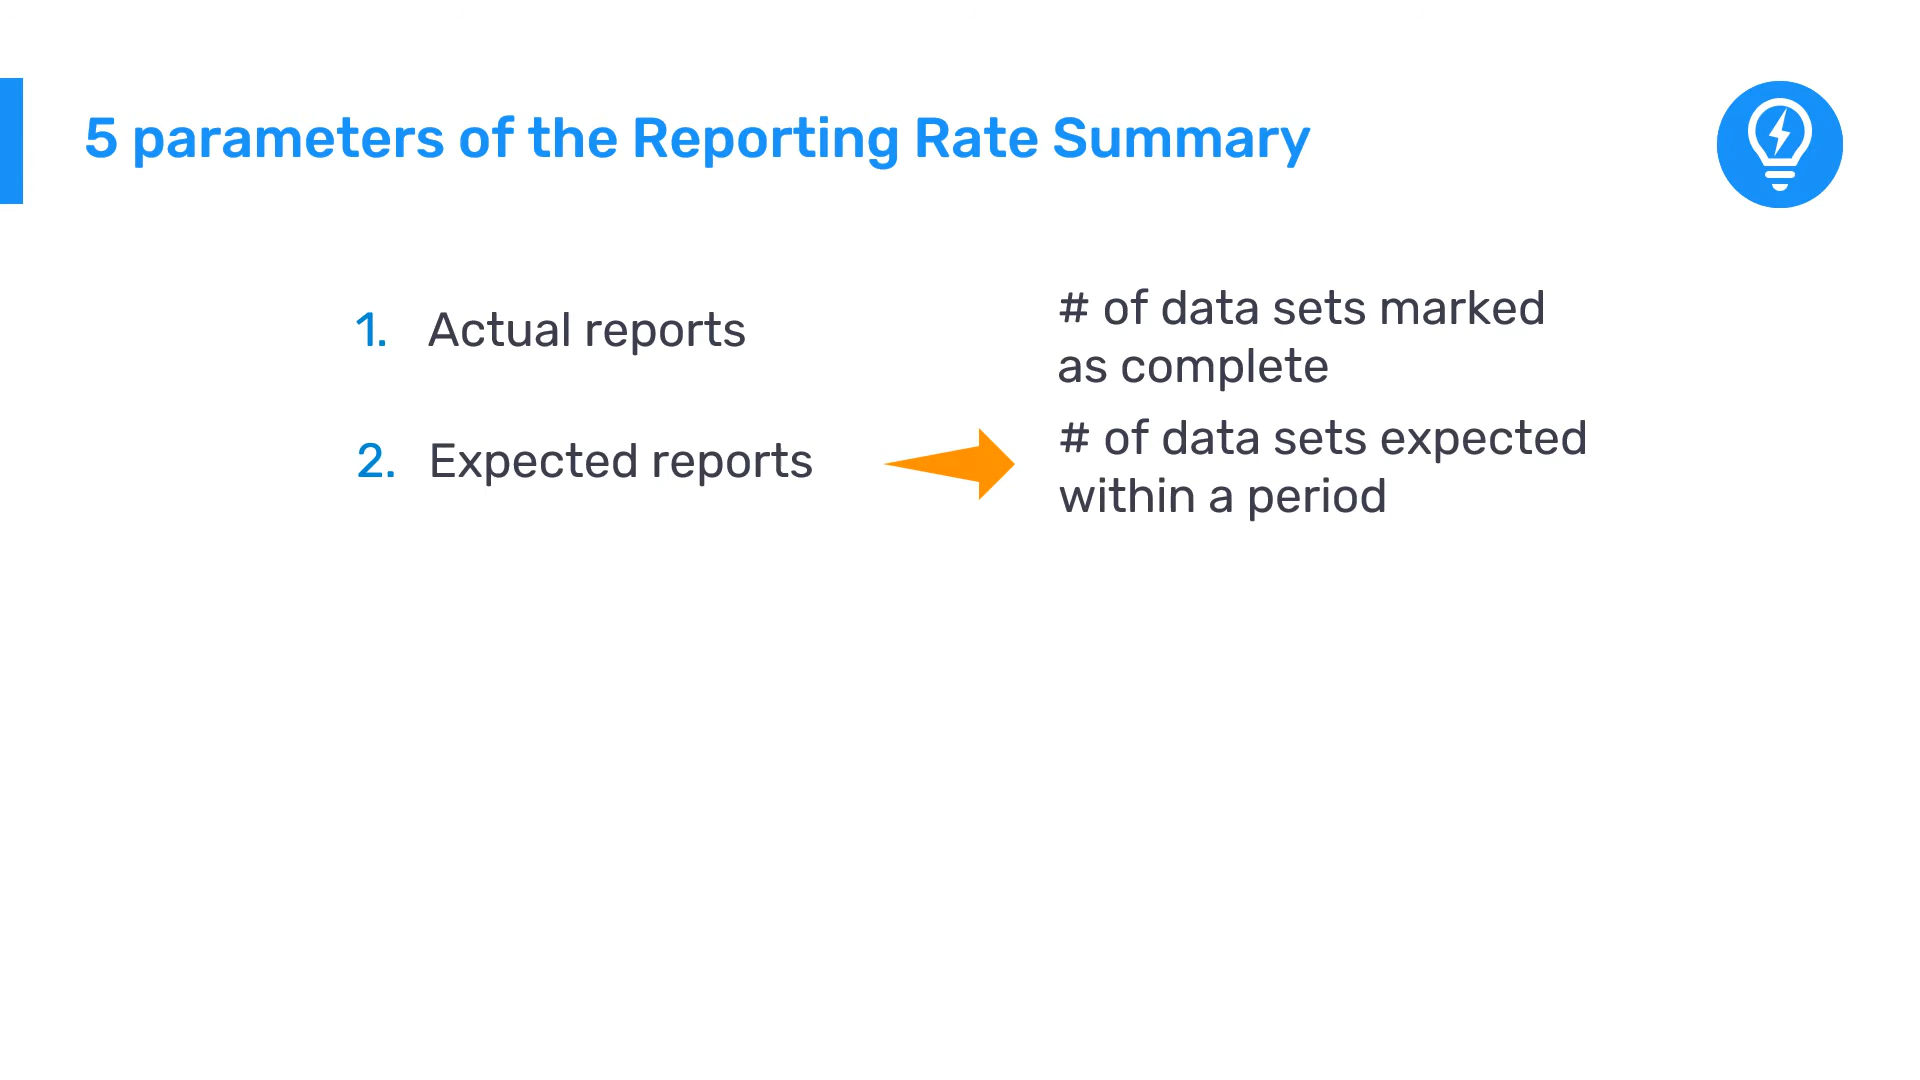 5 parameters of the Reporting Rate Summary
1. Actual reports
# of data sets marked
as complete
2. Expected reports
# of data sets expected
within a period